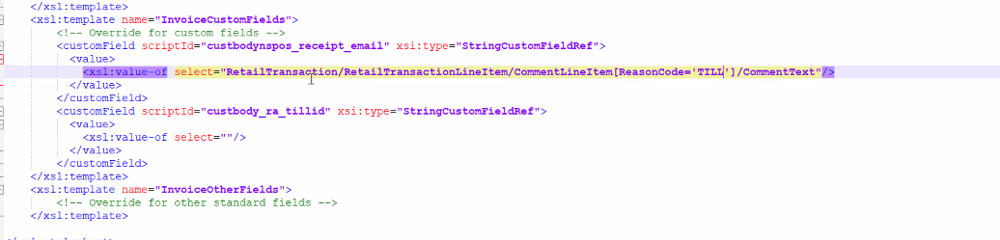 </xsl:template>
<xsl:template name="InvoiceCustomFields">
<!-- Override for custom fields -->
<customField scriptId="custbodynspos_receipt_email" xsi:type="StringCustomFieldRef">
<value>
<xsl:value-of select="RetailTransaction/RetailTransactionLineItem/CommentLineItem[ReasonCode='TILL']/CommentText"/>
</value>
</customField>
<customField scriptId="custbody_ra_tillid" xsi:type="StringCustomFieldRef">
<value>
<xsl:value-of select=""/>
</value>
</customField>
</xsl:template>
<xsl:template name="InvoiceOtherFields">
<!-- Override for other standard fields -->
</xsl:template>